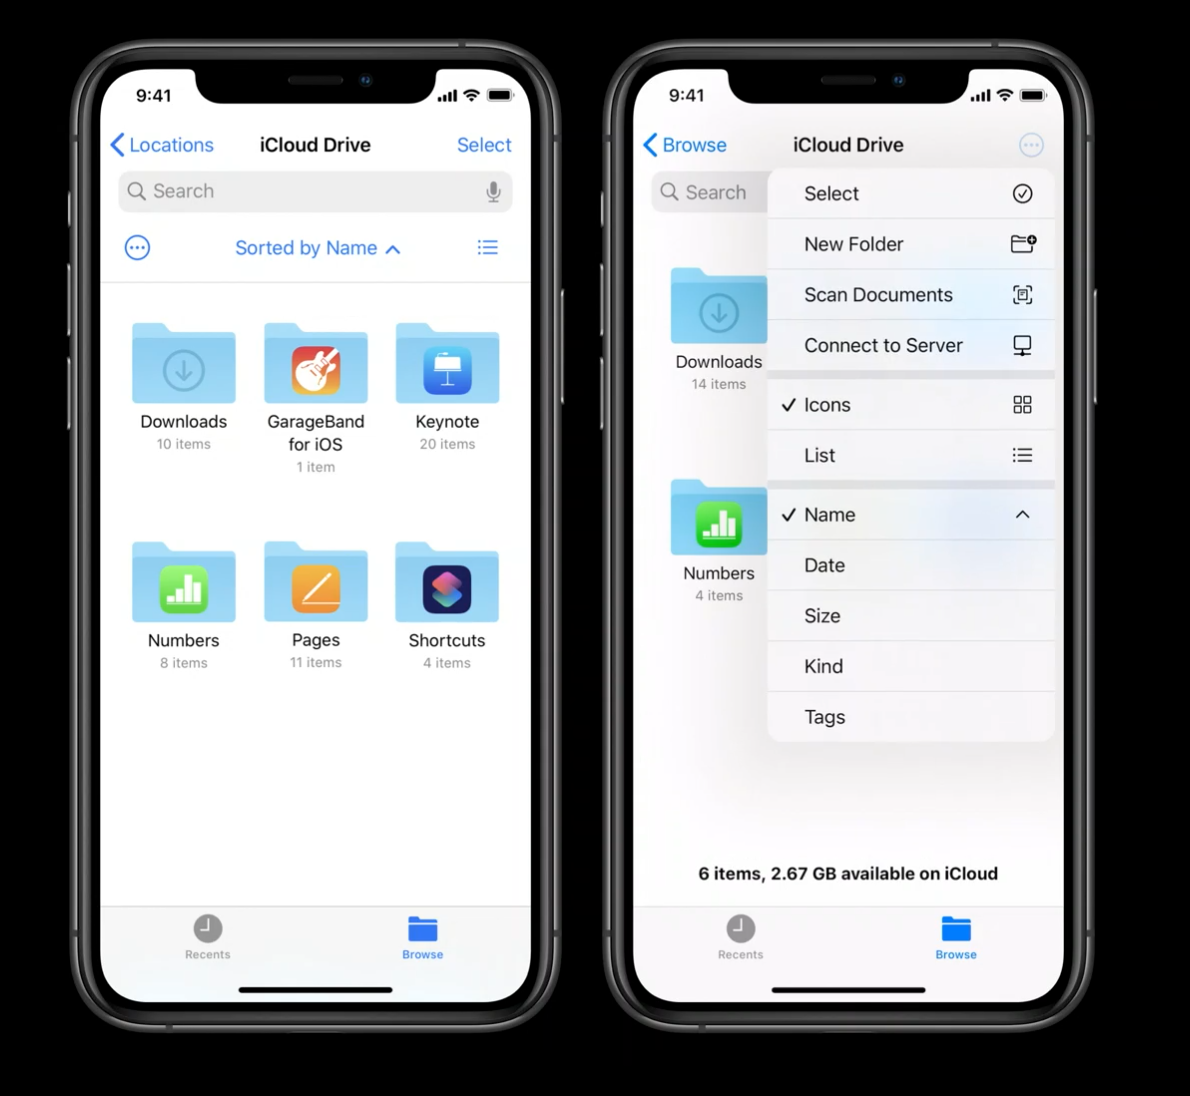 9:41
Locations
iCloud Drive
Select
Search
Sorted by Name
Downloads
10 items
GarageBand
for iOS
1 item
Keynote
20 items
Numbers
8 items
Pages
11 items
Shortcuts
4 items
Recents
Browse
9:41
Browse
iCloud Drive
Search
Select
New Folder
Scan Documents
Connect to Server
Icons
List
Name
Date
Size
Kind
Tags
Downloads
14 items
Numbers
4 items
6 items, 2.67 GB available on iCloud
Recents
Browse